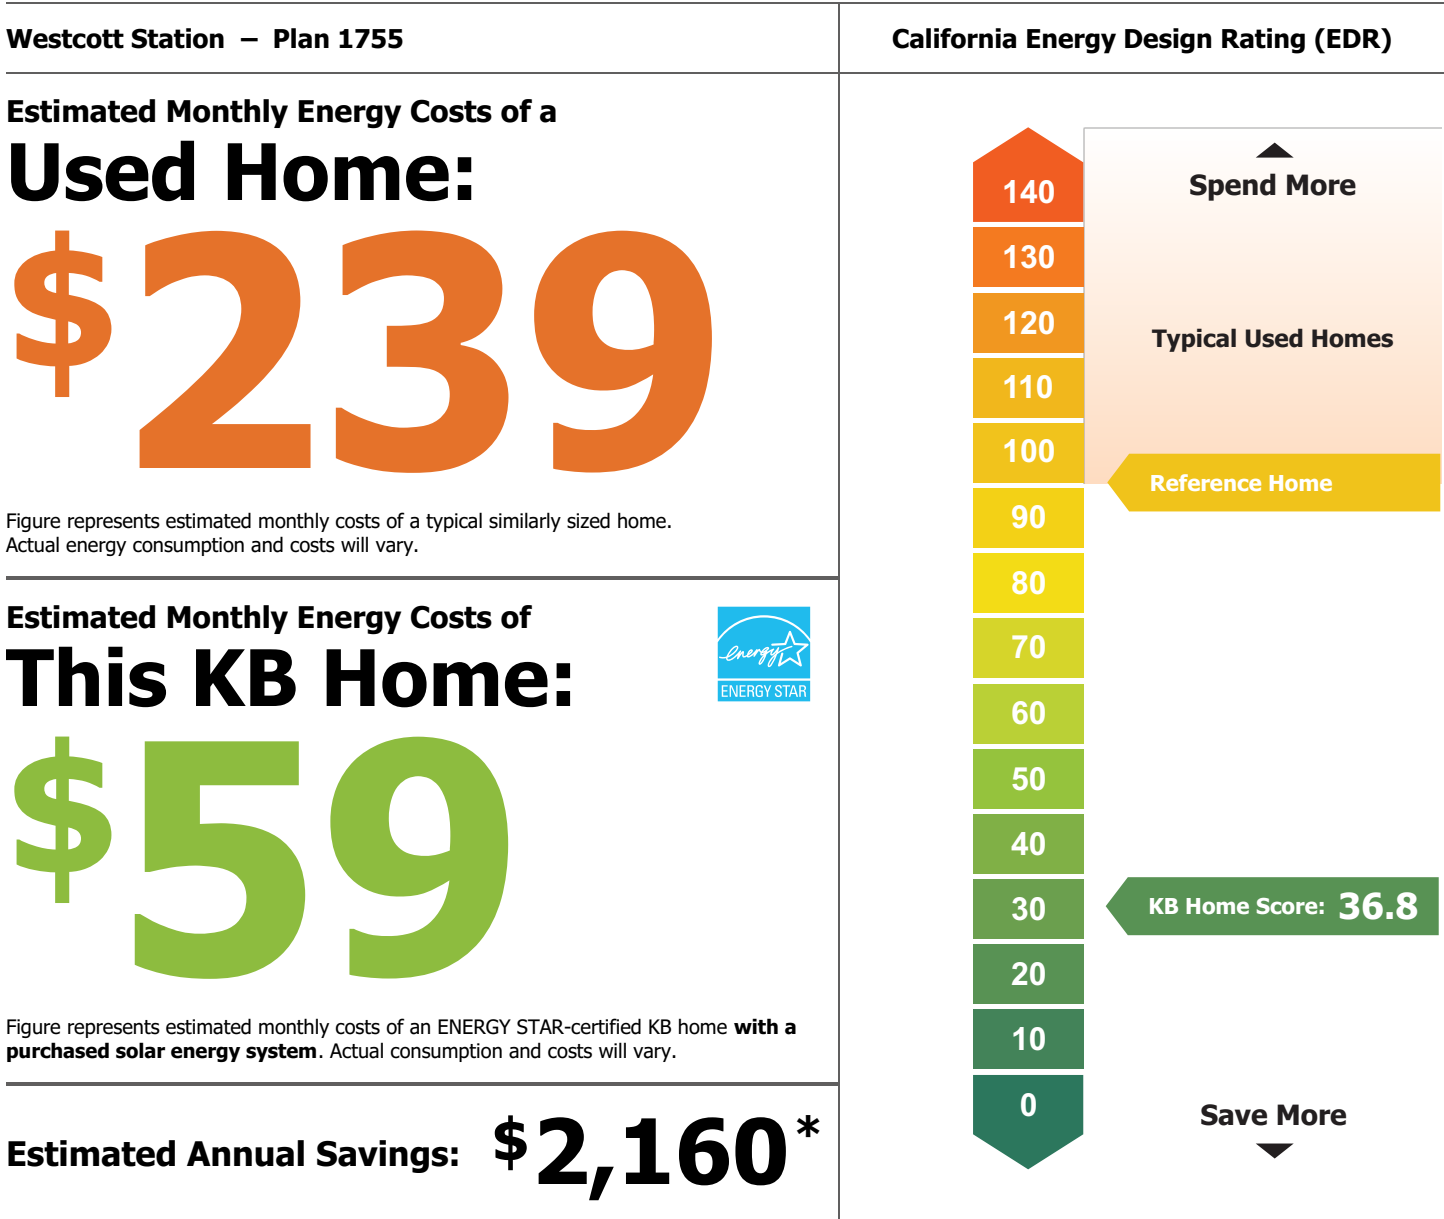 Westcott Station – Plan 1755
Estimated Monthly Energy Costs of a
Used Home:
$239
Figure represents estimated monthly costs of a typical similarly sized home.
Actual energy consumption and costs will vary.
Estimated Monthly Energy Costs of
This KB Home:
energy
ENERGY STAR
$59
Figure represents estimated monthly costs of an ENERGY STAR-certified KB home with a
purchased solar energy system. Actual consumption and costs will vary.
Estimated Annual Savings: $2,160*
California Energy Design Rating (EDR)
Spend More
140
130
120
Typical Used Homes
110
100
Reference Home
90
80
70
60
50
40
30
KB Home Score: 36.8
20
10
0
Save More